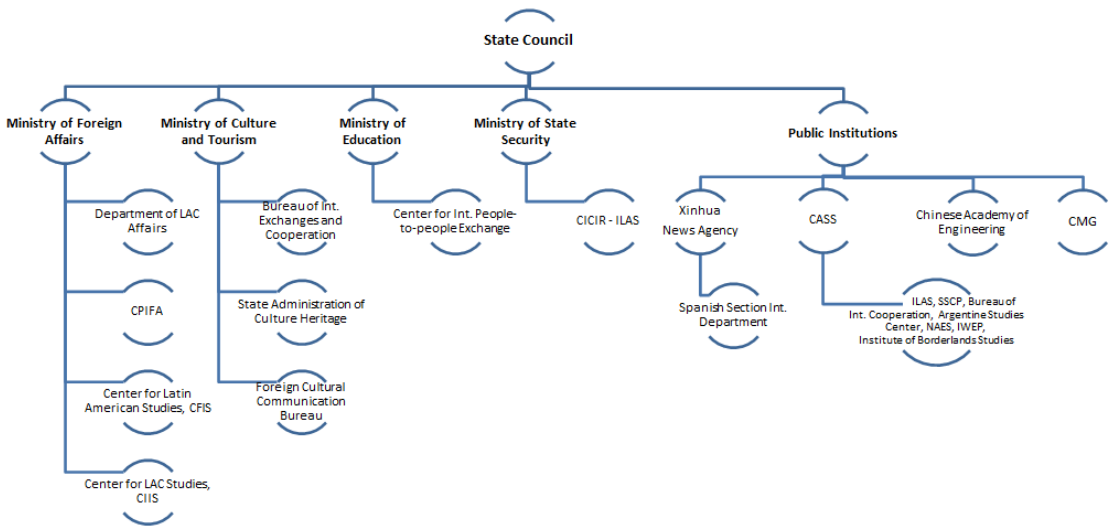 State Council
Ministry of Foreign
Affairs
Ministry of Culture
and Tourism
Ministry of
Education
Ministry of State
Security
Public Institutions
Department of LAC
Affairs
Bureau of Int.
Exchanges and
Cooperation
Center for Int. People-
to-people Exchange
CICIR - ILAS
Xinhua
News Agency
CASS
Chinese Academy of
Engineering
CMG
CPIFA
State Administration of
Culture Heritage
Spanish Section Int.
Department
ILAS, SSCP, Bureau of
Int. Cooperation, Argentine Studies
Center, NAES, IWEP,
Institute of Borderlands Studies
Center for Latin
American Studies, CFIS
Foreign Cultural
Communication
Bureau
Center for LAC Studies,
CIIS